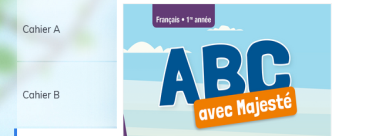 Cahier A
Cahier B
Français • 1re année
ABC
avec Majesté